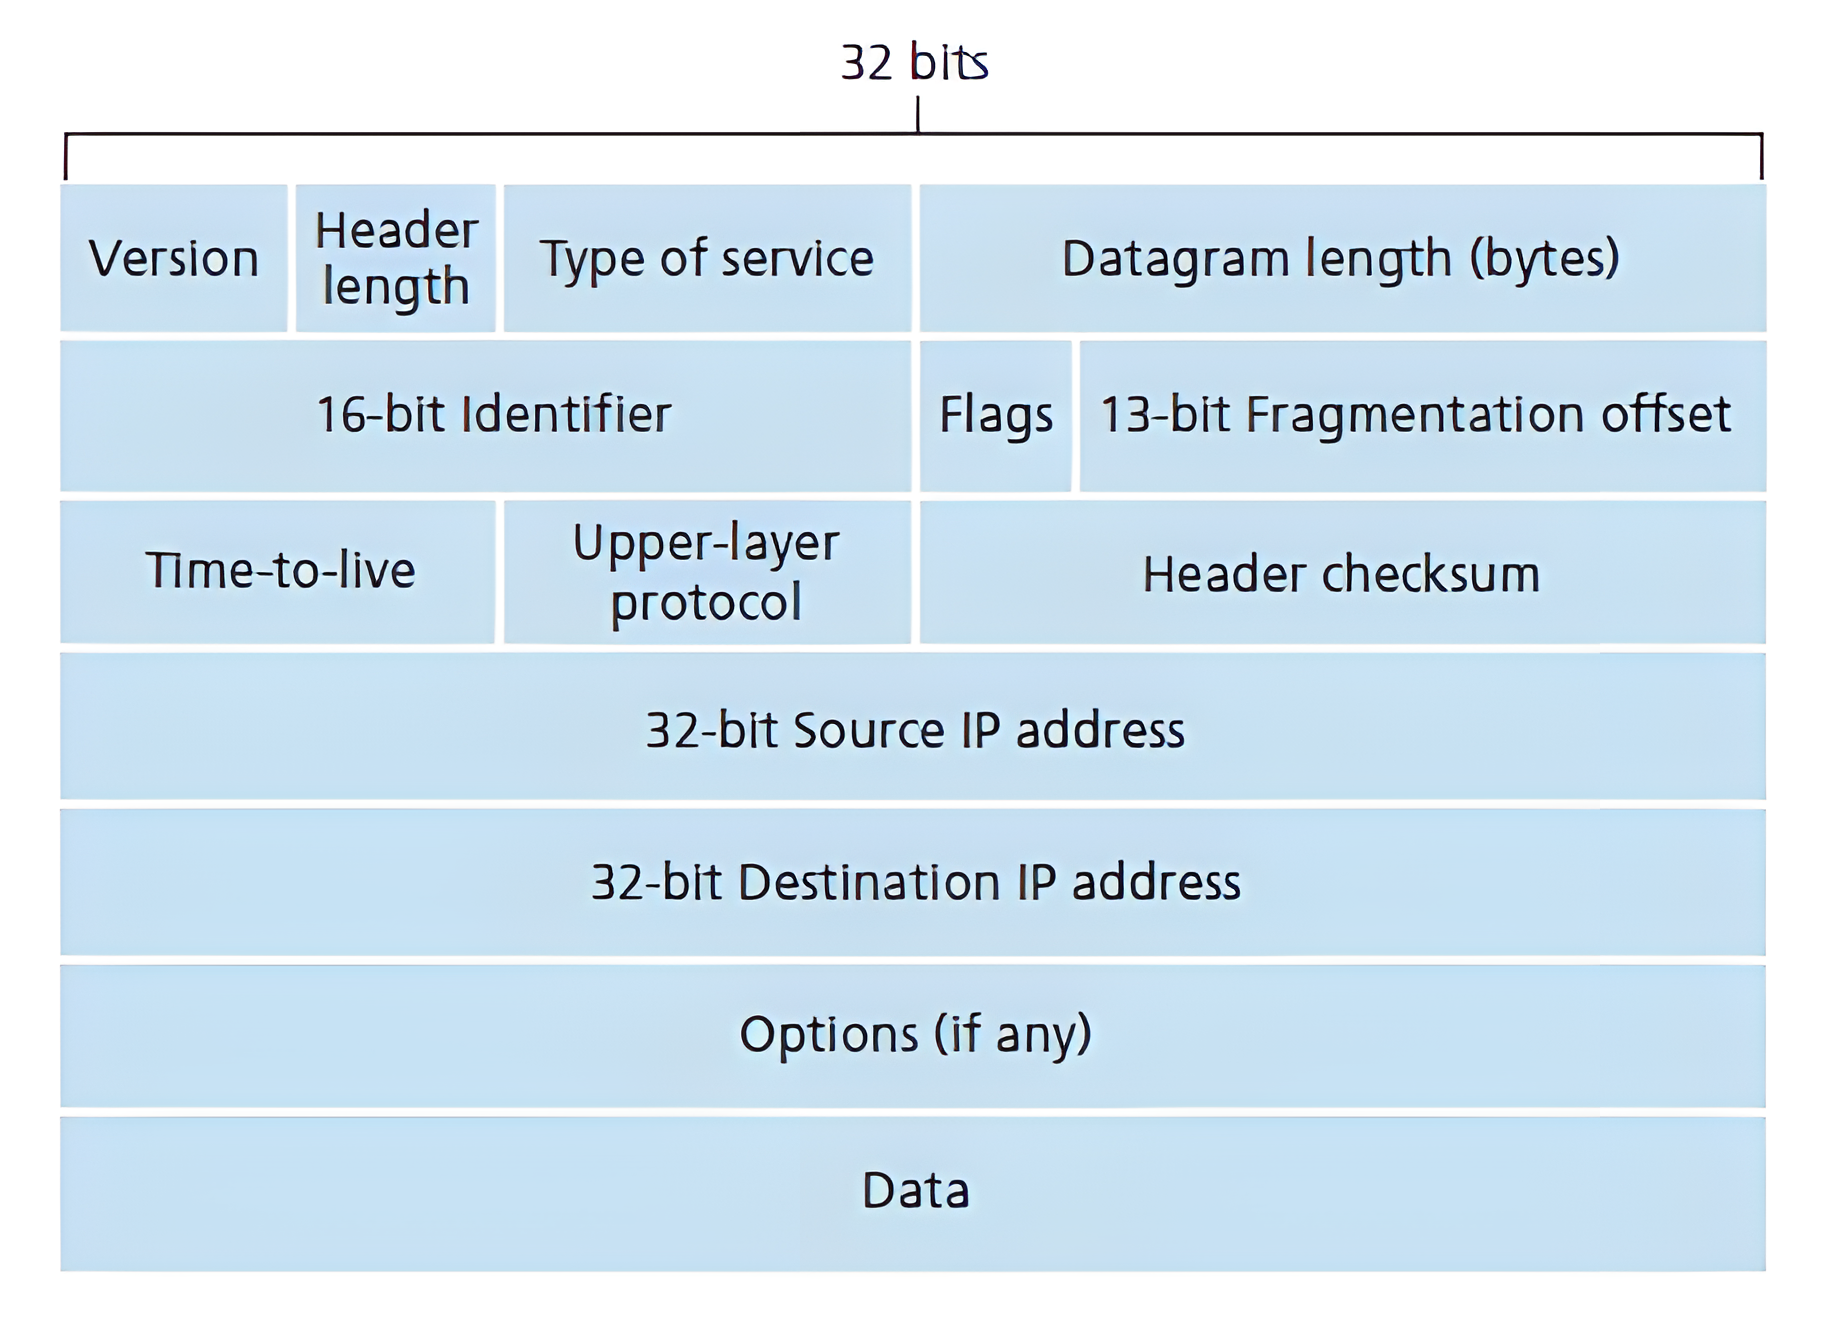 32 bits
Version
Header
length
Type of service
Datagram length (bytes)
16-bit Identifier
Flags
13-bit Fragmentation offset
Time-to-live
Upper-layer
protocol
Header checksum
32-bit Source IP address
32-bit Destination IP address
Options (if any)
Data